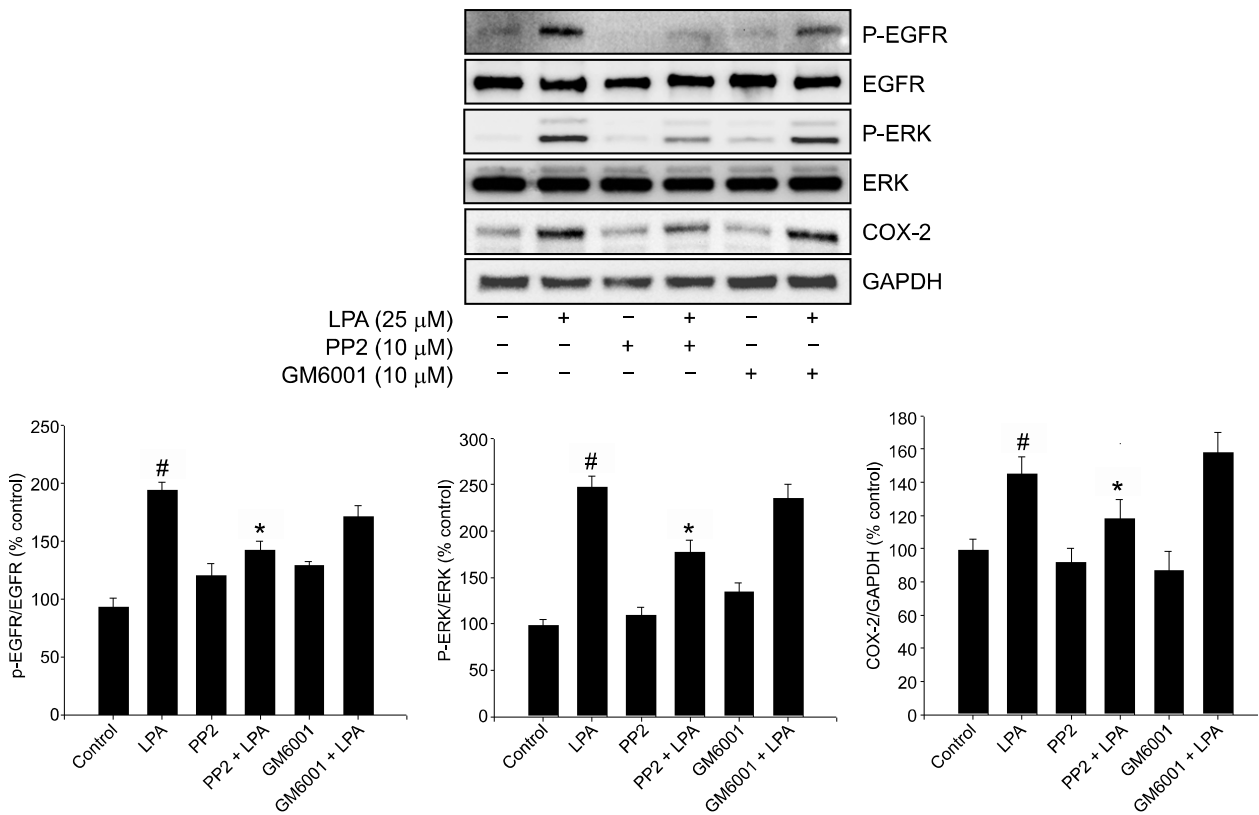 P-EGFR
EGFR
P-ERK
ERK
COX-2
GAPDH
LPA (25 μM) – + – + – +
PP2 (10 μM) – – + + – –
GM6001 (10 μM) – – – – + +
p-EGFR/EGFR (% control)
250
200
150
100
50
0
#
*
Control
LPA
PP2
PP2 + LPA
GM6001
GM6001 + LPA
P-ERK/ERK (% control)
300
250
200
150
100
50
0
#
*
Control
LPA
PP2
PP2 + LPA
GM6001
GM6001 + LPA
COX-2/GAPDH (% control)
180
160
140
120
100
80
60
40
20
0
#
*
Control
LPA
PP2
PP2 + LPA
GM6001
GM6001 + LPA